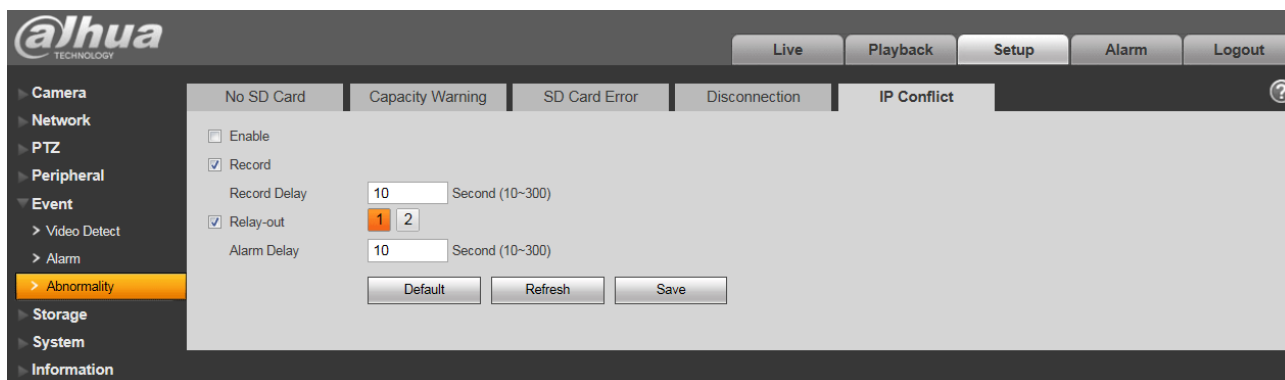 alhua
TECHNOLOGY
Live Playback Setup Alarm Logout
Camera
Network
PTZ
Peripheral
Event
> Video Detect
> Alarm
> Abnormality
Storage
System
Information
No SD Card Capacity Warning SD Card Error Disconnection IP Conflict
Enable
Record
Record Delay 10 Second (10~300)
Relay-out 1 2
Alarm Delay 10 Second (10~300)
Default Refresh Save
?